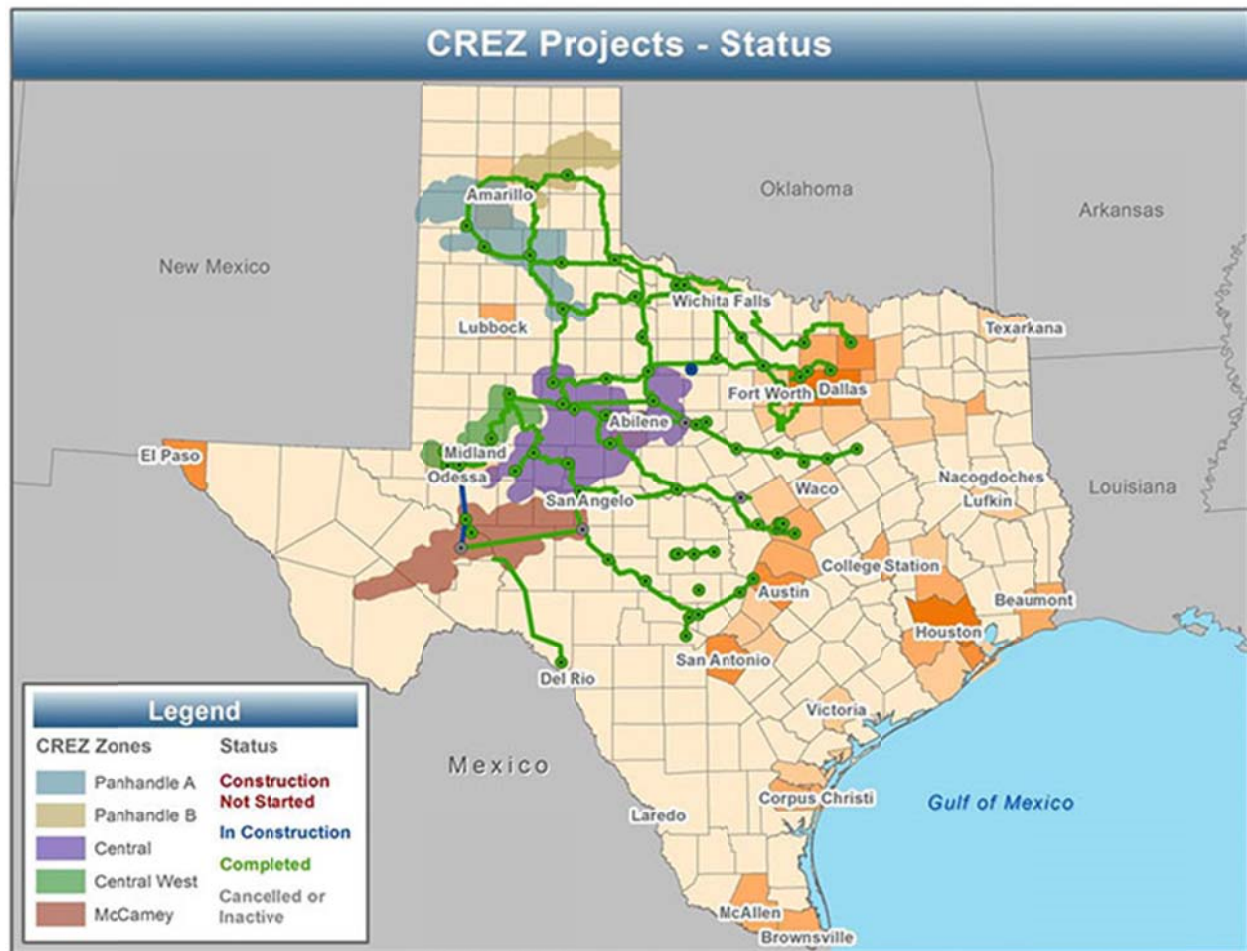 CREZ Projects - Status
Oklahoma
Arkansas
New Mexico
Amarillo
Wichita Falls
Lubbock
Texarkana
Fort Worth
Dallas
Abilene
El Paso
Midland
Odessa
Waco
Nacogdoches
Lufkin
Louisiana
San Angelo
College Station
Austin
Beaumont
Houston
San Antonio
Del Rio
Victoria
Mexico
Corpus Christi
Gulf of Mexico
Laredo
McAllen
Brownsville
Legend
CREZ Zones
Status
Panhandle A
Construction
Not Started
Panhandle B
In Construction
Central
Completed
Central West
Cancelled or
Inactive
McCamey